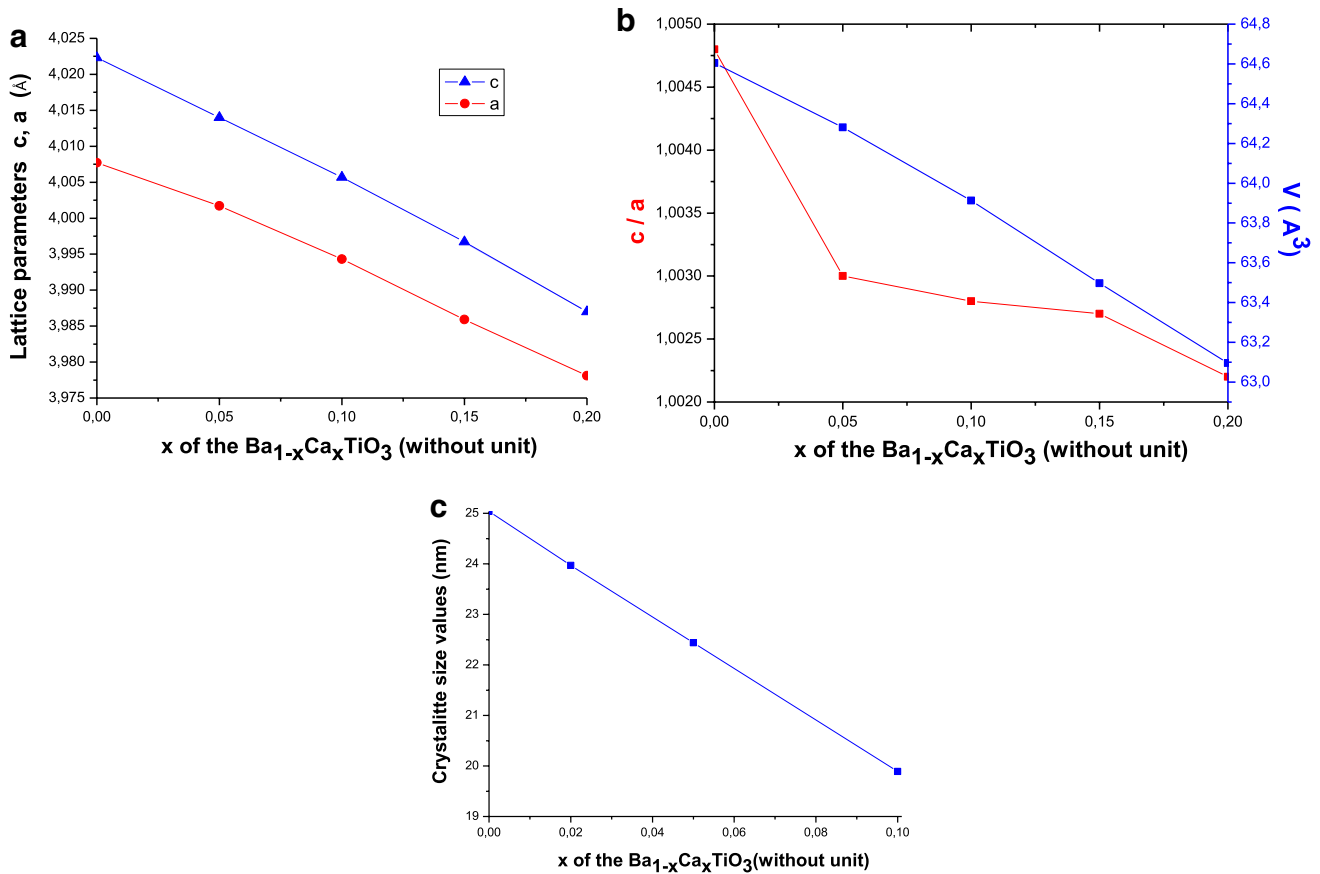 a
4,025
4,020
4,015
4,010
4,005
4,000
3,995
3,990
3,985
3,980
3,975
Lattice parameters c, a (Å)
c
a
0,00 0,05 0,10 0,15 0,20
x of the Ba1-xCaxTiO3 (without unit)
b
1,0050
1,0045
1,0040
1,0035
1,0030
1,0025
1,0020
c / a
64,8
64,6
64,4
64,2
64,0
63,8
63,6
63,4
63,2
63,0
V ( A3)
0,00 0,05 0,10 0,15 0,20
x of the Ba1-xCaxTiO3 (without unit)
c
25
24
23
22
21
20
19
Crystalitte size values (nm)
0,00 0,02 0,04 0,06 0,08 0,10
x of the Ba1-xCaxTiO3(without unit)